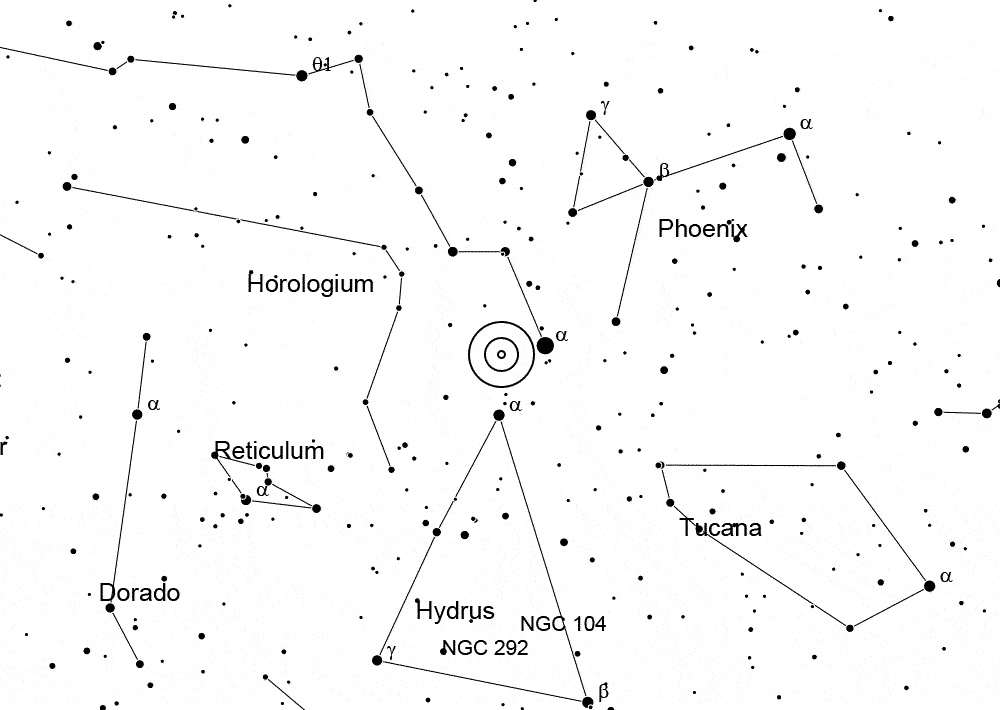 θ1
γ
α
β
Phoenix
Horologium
α
α
α
Reticulum
α
r
Tucana
α
Dorado
Hydrus
NGC 104
γ
NGC 292
β